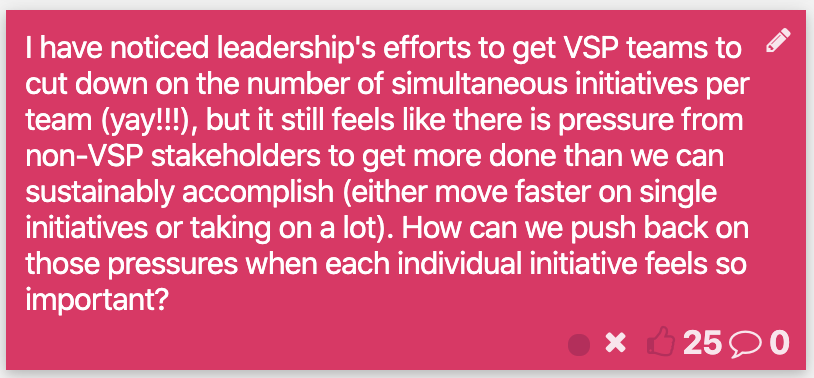 I have noticed leadership's efforts to get VSP teams to
cut down on the number of simultaneous initiatives per
team (yay!!!), but it still feels like there is pressure from
non-VSP stakeholders to get more done than we can
sustainably accomplish (either move faster on single
initiatives or taking on a lot). How can we push back on
those pressures when each individual initiative feels so
important?
25 0